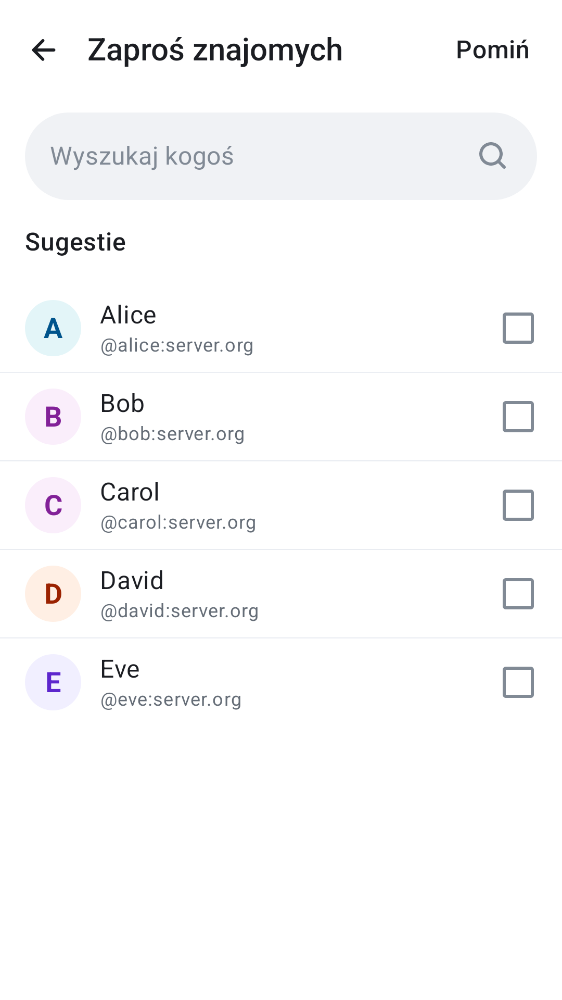 Zaproś znajomych
Pomiń
Wyszukaj kogoś
Sugestie
A
Alice
@alice:server.org
B
Bob
@bob:server.org
C
Carol
@carol:server.org
D
David
@david:server.org
E
Eve
@eve:server.org